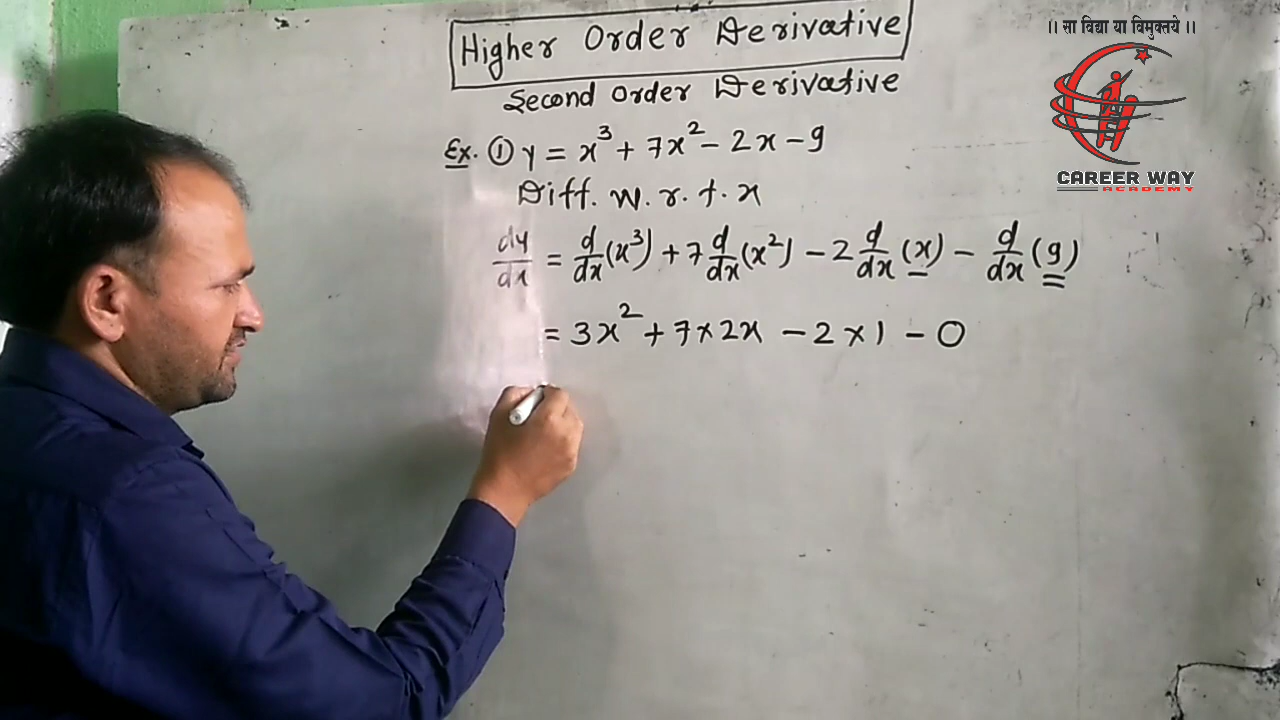 Higher Order Derivative
।। सा विद्या या विमुक्तये ।।
Second Order Derivative
Ex. ① y = x³ + 7x² - 2x - 9
Diff. w. r. t. x
dy/dx = d/dx (x³) + 7 d/dx (x²) - 2 d/dx (x) - d/dx (9)
= 3x² + 7 × 2x - 2 × 1 - 0
CAREER WAY
ACADEMY